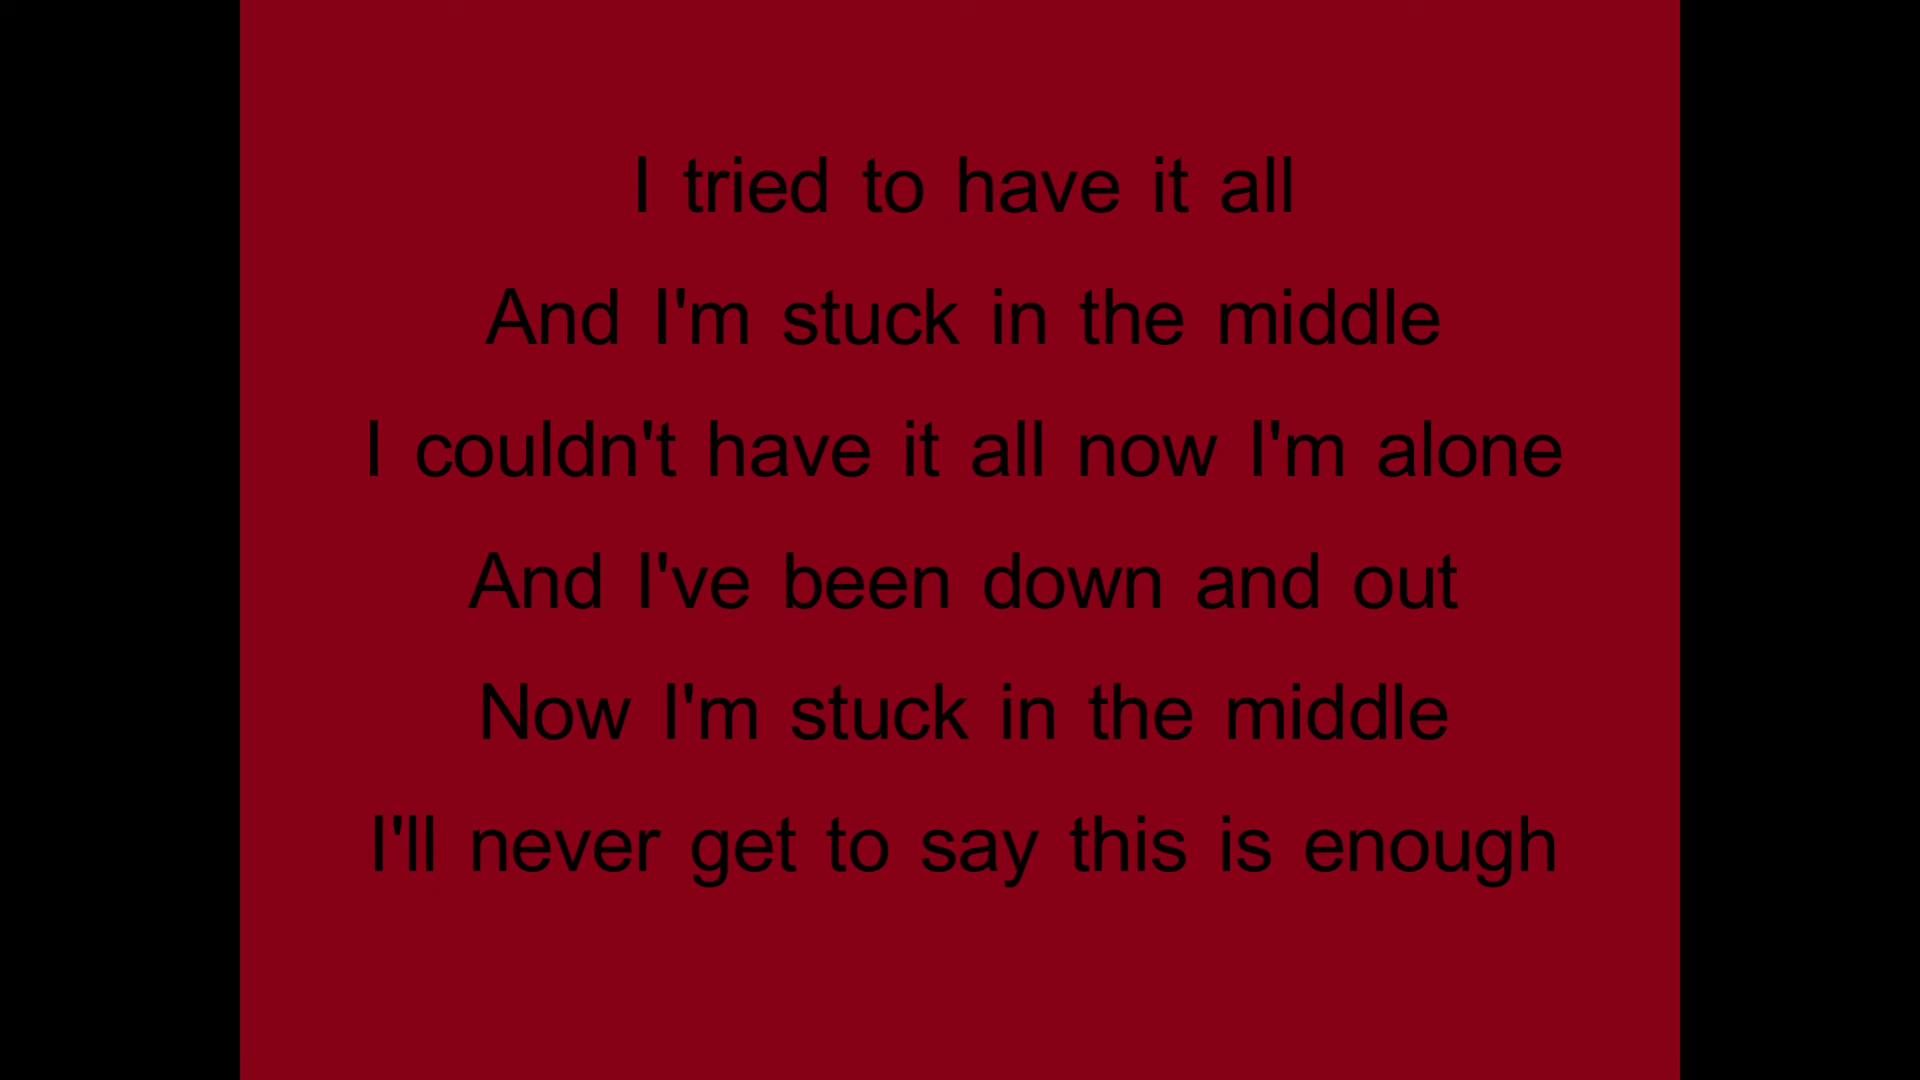 I tried to have it all
And I'm stuck in the middle
I couldn't have it all now I'm alone
And I've been down and out
Now I'm stuck in the middle
I'll never get to say this is enough